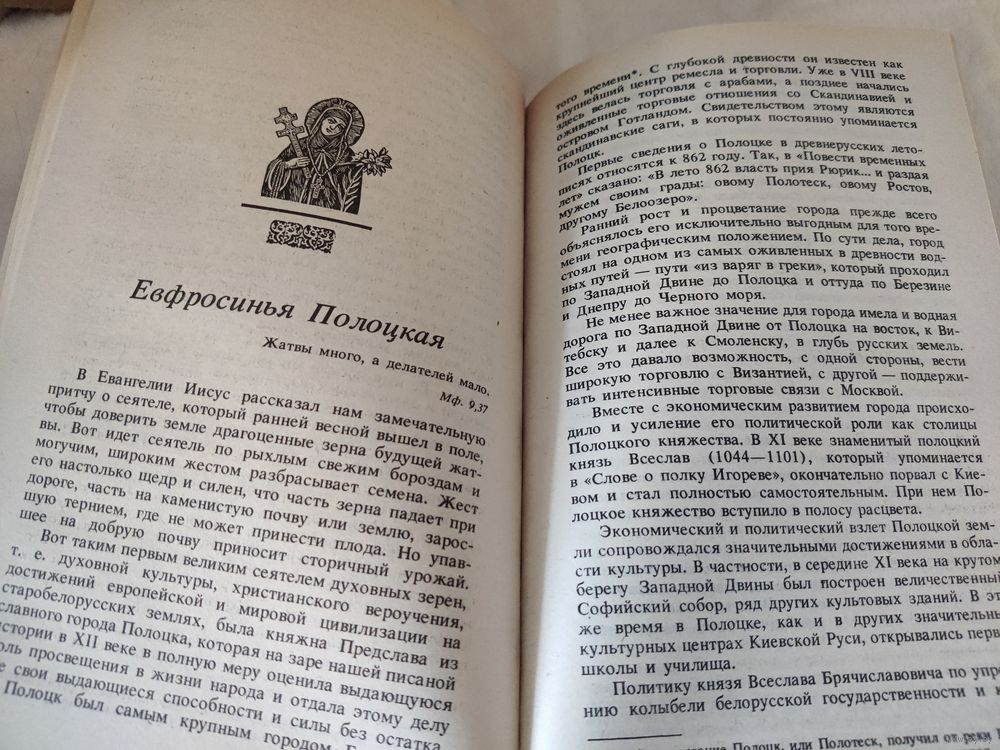 Евфросинья Полоцкая
Жатвы много, а делателей мало.
Мф. 9,37
В Евангелии Иисус рассказал нам замечательную
притчу о сеятеле, который ранней весной вышел в поле,
чтобы доверить земле драгоценные зерна будущей жат-
вы. Вот идет сеятель по рыхлым свежим бороздам и
могучим, широким жестом разбрасывает семена. Жест
его настолько щедр и силен, что часть зерна падает при
дороге, часть на каменистую почву или землю, зарос-
шую тернием, где не может принести плода. Но упав-
шее на добрую почву приносит сторичный урожай.
Вот таким первым великим сеятелем духовных зерен,
т. е. духовной культуры, христианского вероучения,
достижений европейской и мировой цивилизации на
старобелорусских землях, была княжна Предслава из
славного города Полоцка, которая на заре нашей писаной
истории в XII веке в полную меру оценила выдающуюся
роль просвещения в жизни народа и отдала этому делу
свои выдающиеся способности и силы без остатка
Полоцк был самым крупным городом
того времени*. С глубокой древности он известен как
крупнейший центр ремесла и торговли. Уже в VIII веке
здесь велась торговля с арабами, а позднее начались
оживленные торговые отношения со Скандинавией и
островом Готландом. Свидетельством этому являются
скандинавские саги, в которых постоянно упоминается
Полоцк.
Первые сведения о Полоцке в древнерусских лето-
писях относятся к 862 году. Так, в «Повести временных
лет» сказано: «В лето 862 власть прия Рюрик... и раздая
мужем своим грады: овому Полотеск, овому Ростов,
другому Белоозеро».
Ранний рост и процветание города прежде всего
объяснялось его исключительно выгодным для того вре-
мени географическим положением. По сути дела, город
стоял на одном из самых оживленных в древности вод-
ных путей — пути «из варяг в греки», который проходил
по Западной Двине до Полоцка и оттуда по Березине
и Днепру до Черного моря.
Не менее важное значение для города имела и водная
дорога по Западной Двине от Полоцка на восток, к Ви-
тебску и далее к Смоленску, в глубь русских земель.
Все это давало возможность, с одной стороны, вести
широкую торговлю с Византией, с другой — поддержи-
вать интенсивные торговые связи с Москвой.
Вместе с экономическим развитием города происхо-
дило и усиление его политической роли как столицы
Полоцкого княжества. В XI веке знаменитый полоцкий
князь Всеслав (1044—1101), который упоминается
в «Слове о полку Игореве», окончательно порвал с Кие-
вом и стал полностью самостоятельным. При нем По-
лоцкое княжество вступило в полосу расцвета.
Экономический и политический взлет Полоцкой зем-
ли сопровождался значительными достижениями в обла-
сти культуры. В частности, в середине XI века на крутом
берегу Западной Двины был построен величественный
Софийский собор, ряд других культовых зданий. В эт
же время в Полоцке, как и в других значительны
культурных центрах Киевской Руси, открывались перв
школы и училища.
Политику князя Всеслава Брячиславовича по упр
нию колыбели белорусской государственности и к
Полоцк, или Полотеск, получил от реки